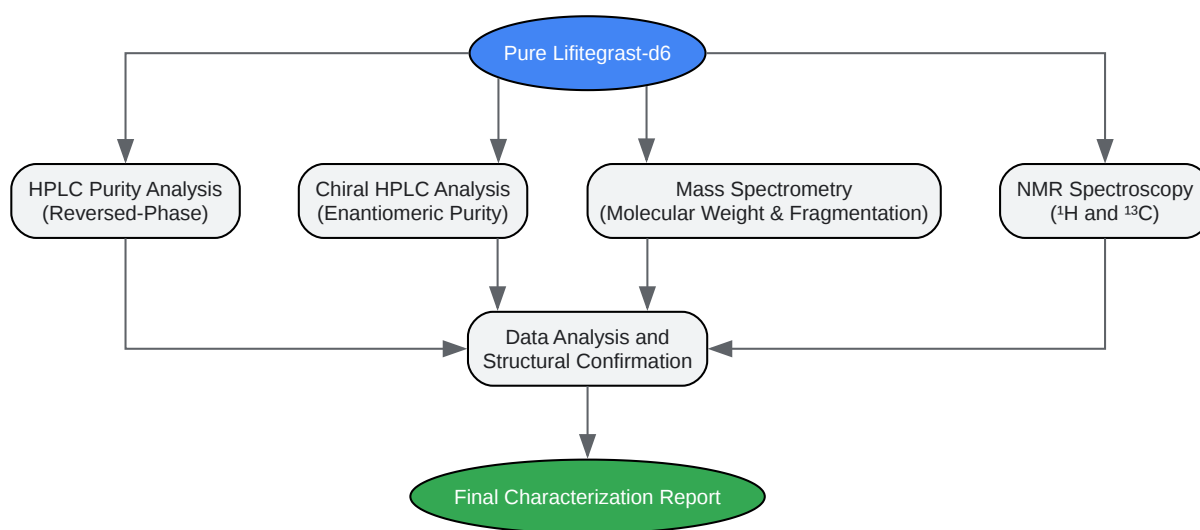 Pure Lifitegrast-d6
HPLC Purity Analysis
(Reversed-Phase)
Chiral HPLC Analysis
(Enantiomeric Purity)
Mass Spectrometry
(Molecular Weight & Fragmentation)
NMR Spectroscopy
(¹H and ¹³C)
Data Analysis and
Structural Confirmation
Final Characterization Report